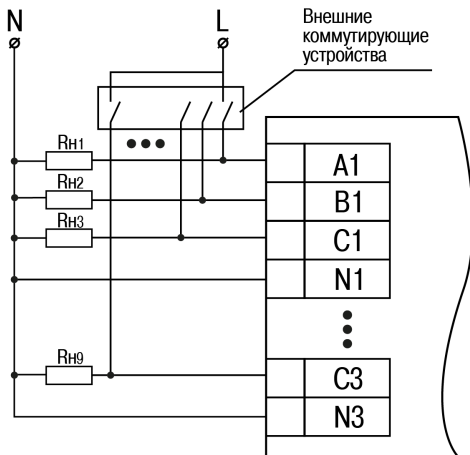 N
L
Внешние
коммутирующие
устройства
Rн1
Rн2
Rн3
Rн9
A1
B1
C1
N1
C3
N3